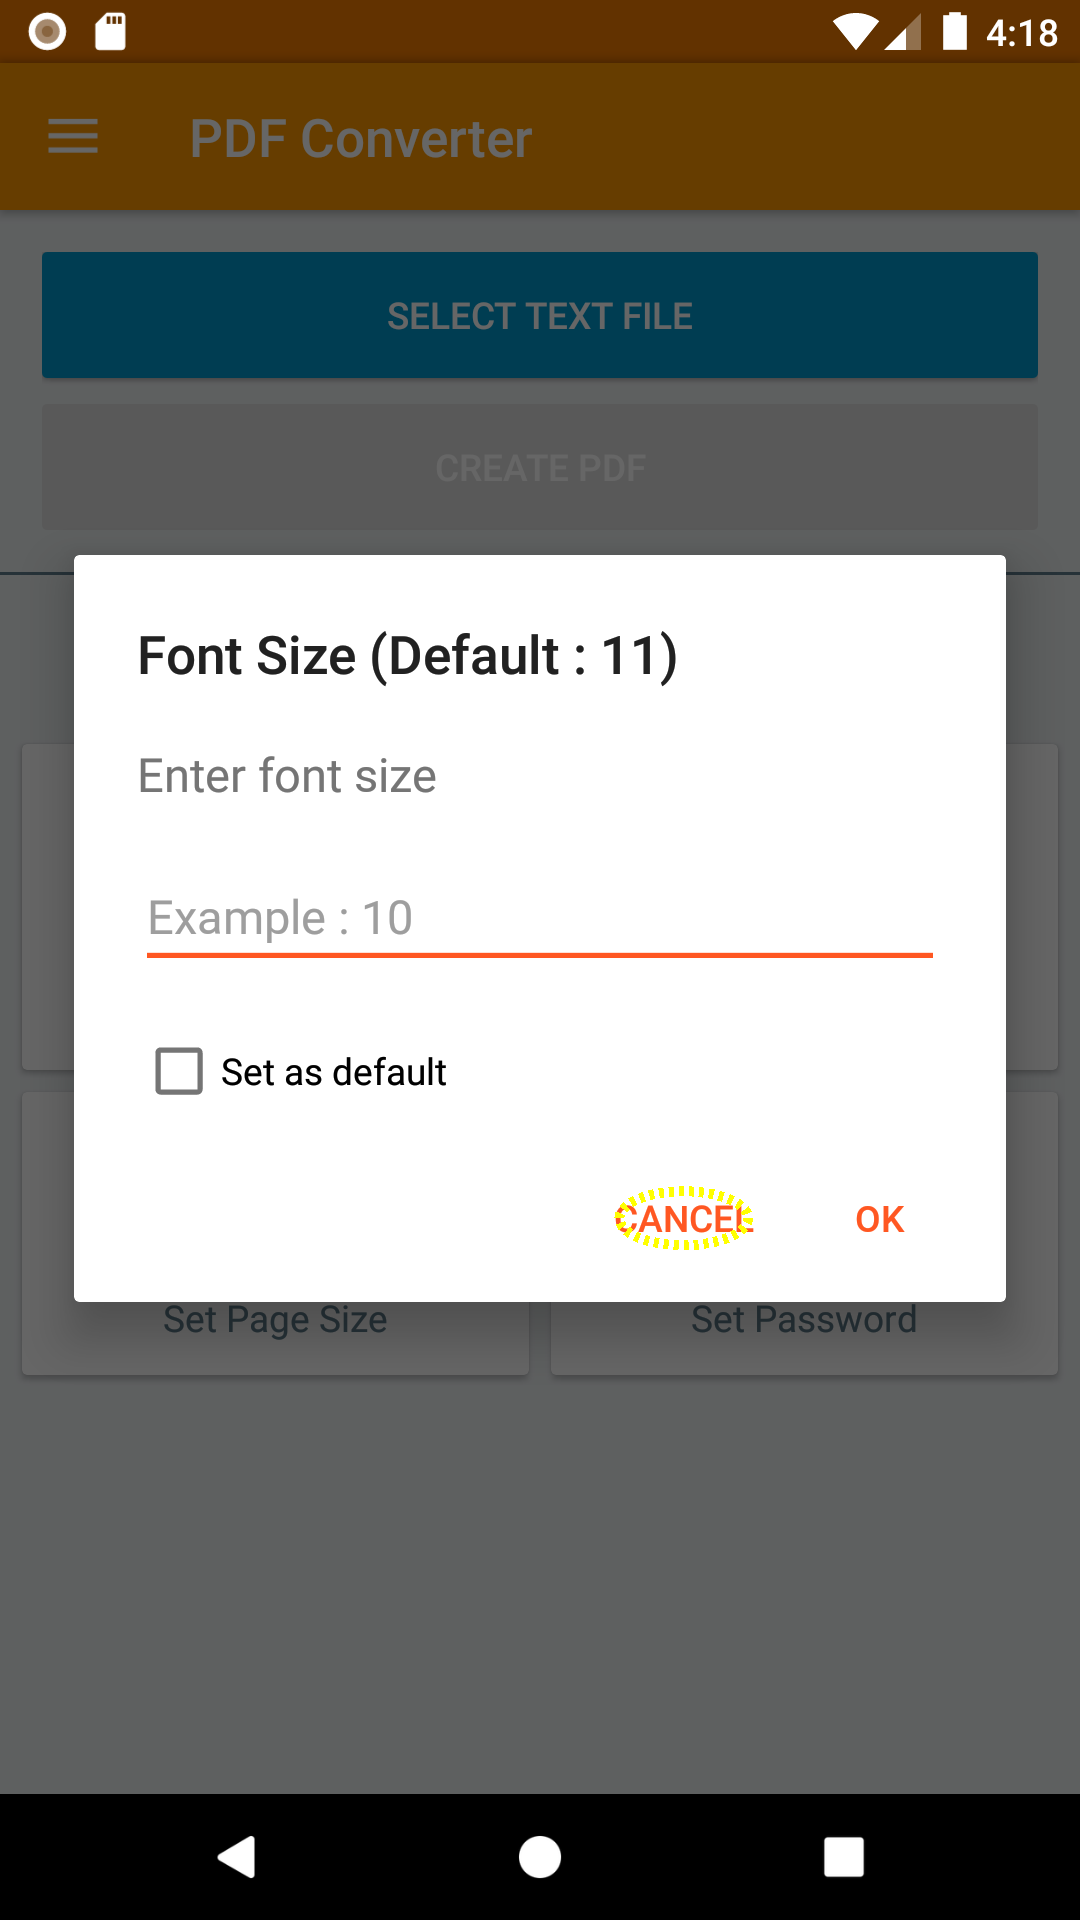 4:18
PDF Converter
SELECT TEXT FILE
CREATE PDF
Font Size (Default : 11)
Enter font size
Example : 10
Set as default
CANCEL
OK
Set Page Size
Set Password